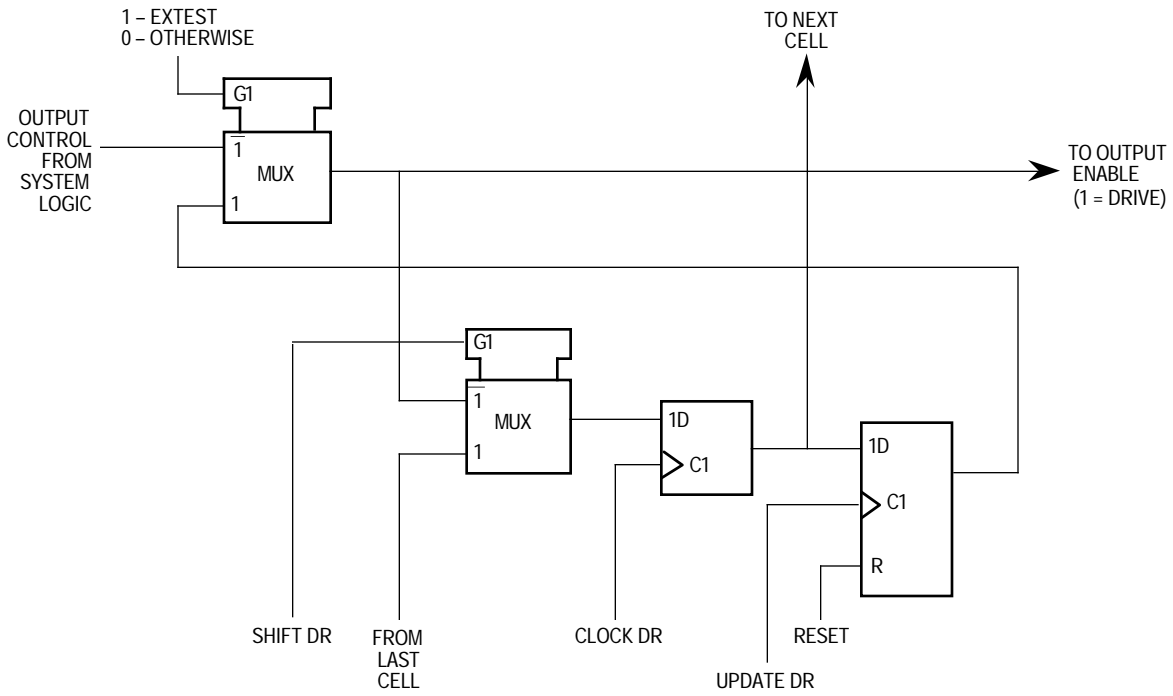 1 – EXTEST
0 – OTHERWISE
TO NEXT
CELL
G1
OUTPUT
CONTROL
FROM
SYSTEM
LOGIC
1
MUX
1
TO OUTPUT
ENABLE
(1 = DRIVE)
G1
1
MUX
1
1D
C1
1D
C1
R
SHIFT DR
FROM
LAST
CELL
CLOCK DR
RESET
UPDATE DR